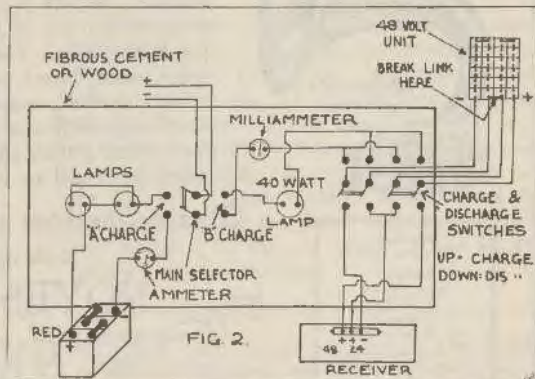 48 VOLT
UNIT
FIBROUS CEMENT
OR WOOD
BREAK LINK
HERE
+
−
− +
MILLIAMMETER
LAMPS
40 WATT
LAMP
"A" CHARGE
"B" CHARGE
CHARGE &
DISCHARGE
SWITCHES
MAIN SELECTOR
AMMETER
UP = CHARGE
DOWN = DIS "
RED
+
FIG 2.
+ + −
48 24
RECEIVER